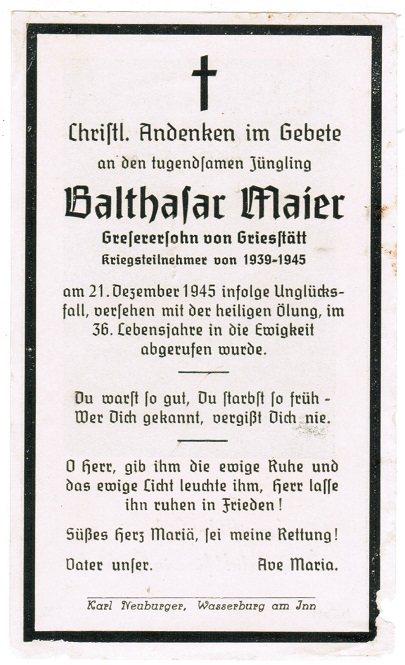 Christl. Andenken im Gebete
an den tugendsamen Jüngling
Balthasar Maier
Greserersohn von Griesstätt
Kriegsteilnehmer von 1939-1945
am 21. Dezember 1945 infolge Unglücks-
fall, versehen mit der heiligen Ölung, im
36. Lebensjahre in die Ewigkeit
abgerufen wurde.
Du warst so gut, Du starbst so früh -
Wer Dich gekannt, vergißt Dich nie.
O Herr, gib ihm die ewige Ruhe und
das ewige Licht leuchte ihm, Herr lasse
ihn ruhen in Frieden!
Süßes Herz Mariä, sei meine Rettung!
Vater unser. Ave Maria.
Karl Neuburger, Wasserburg am Inn